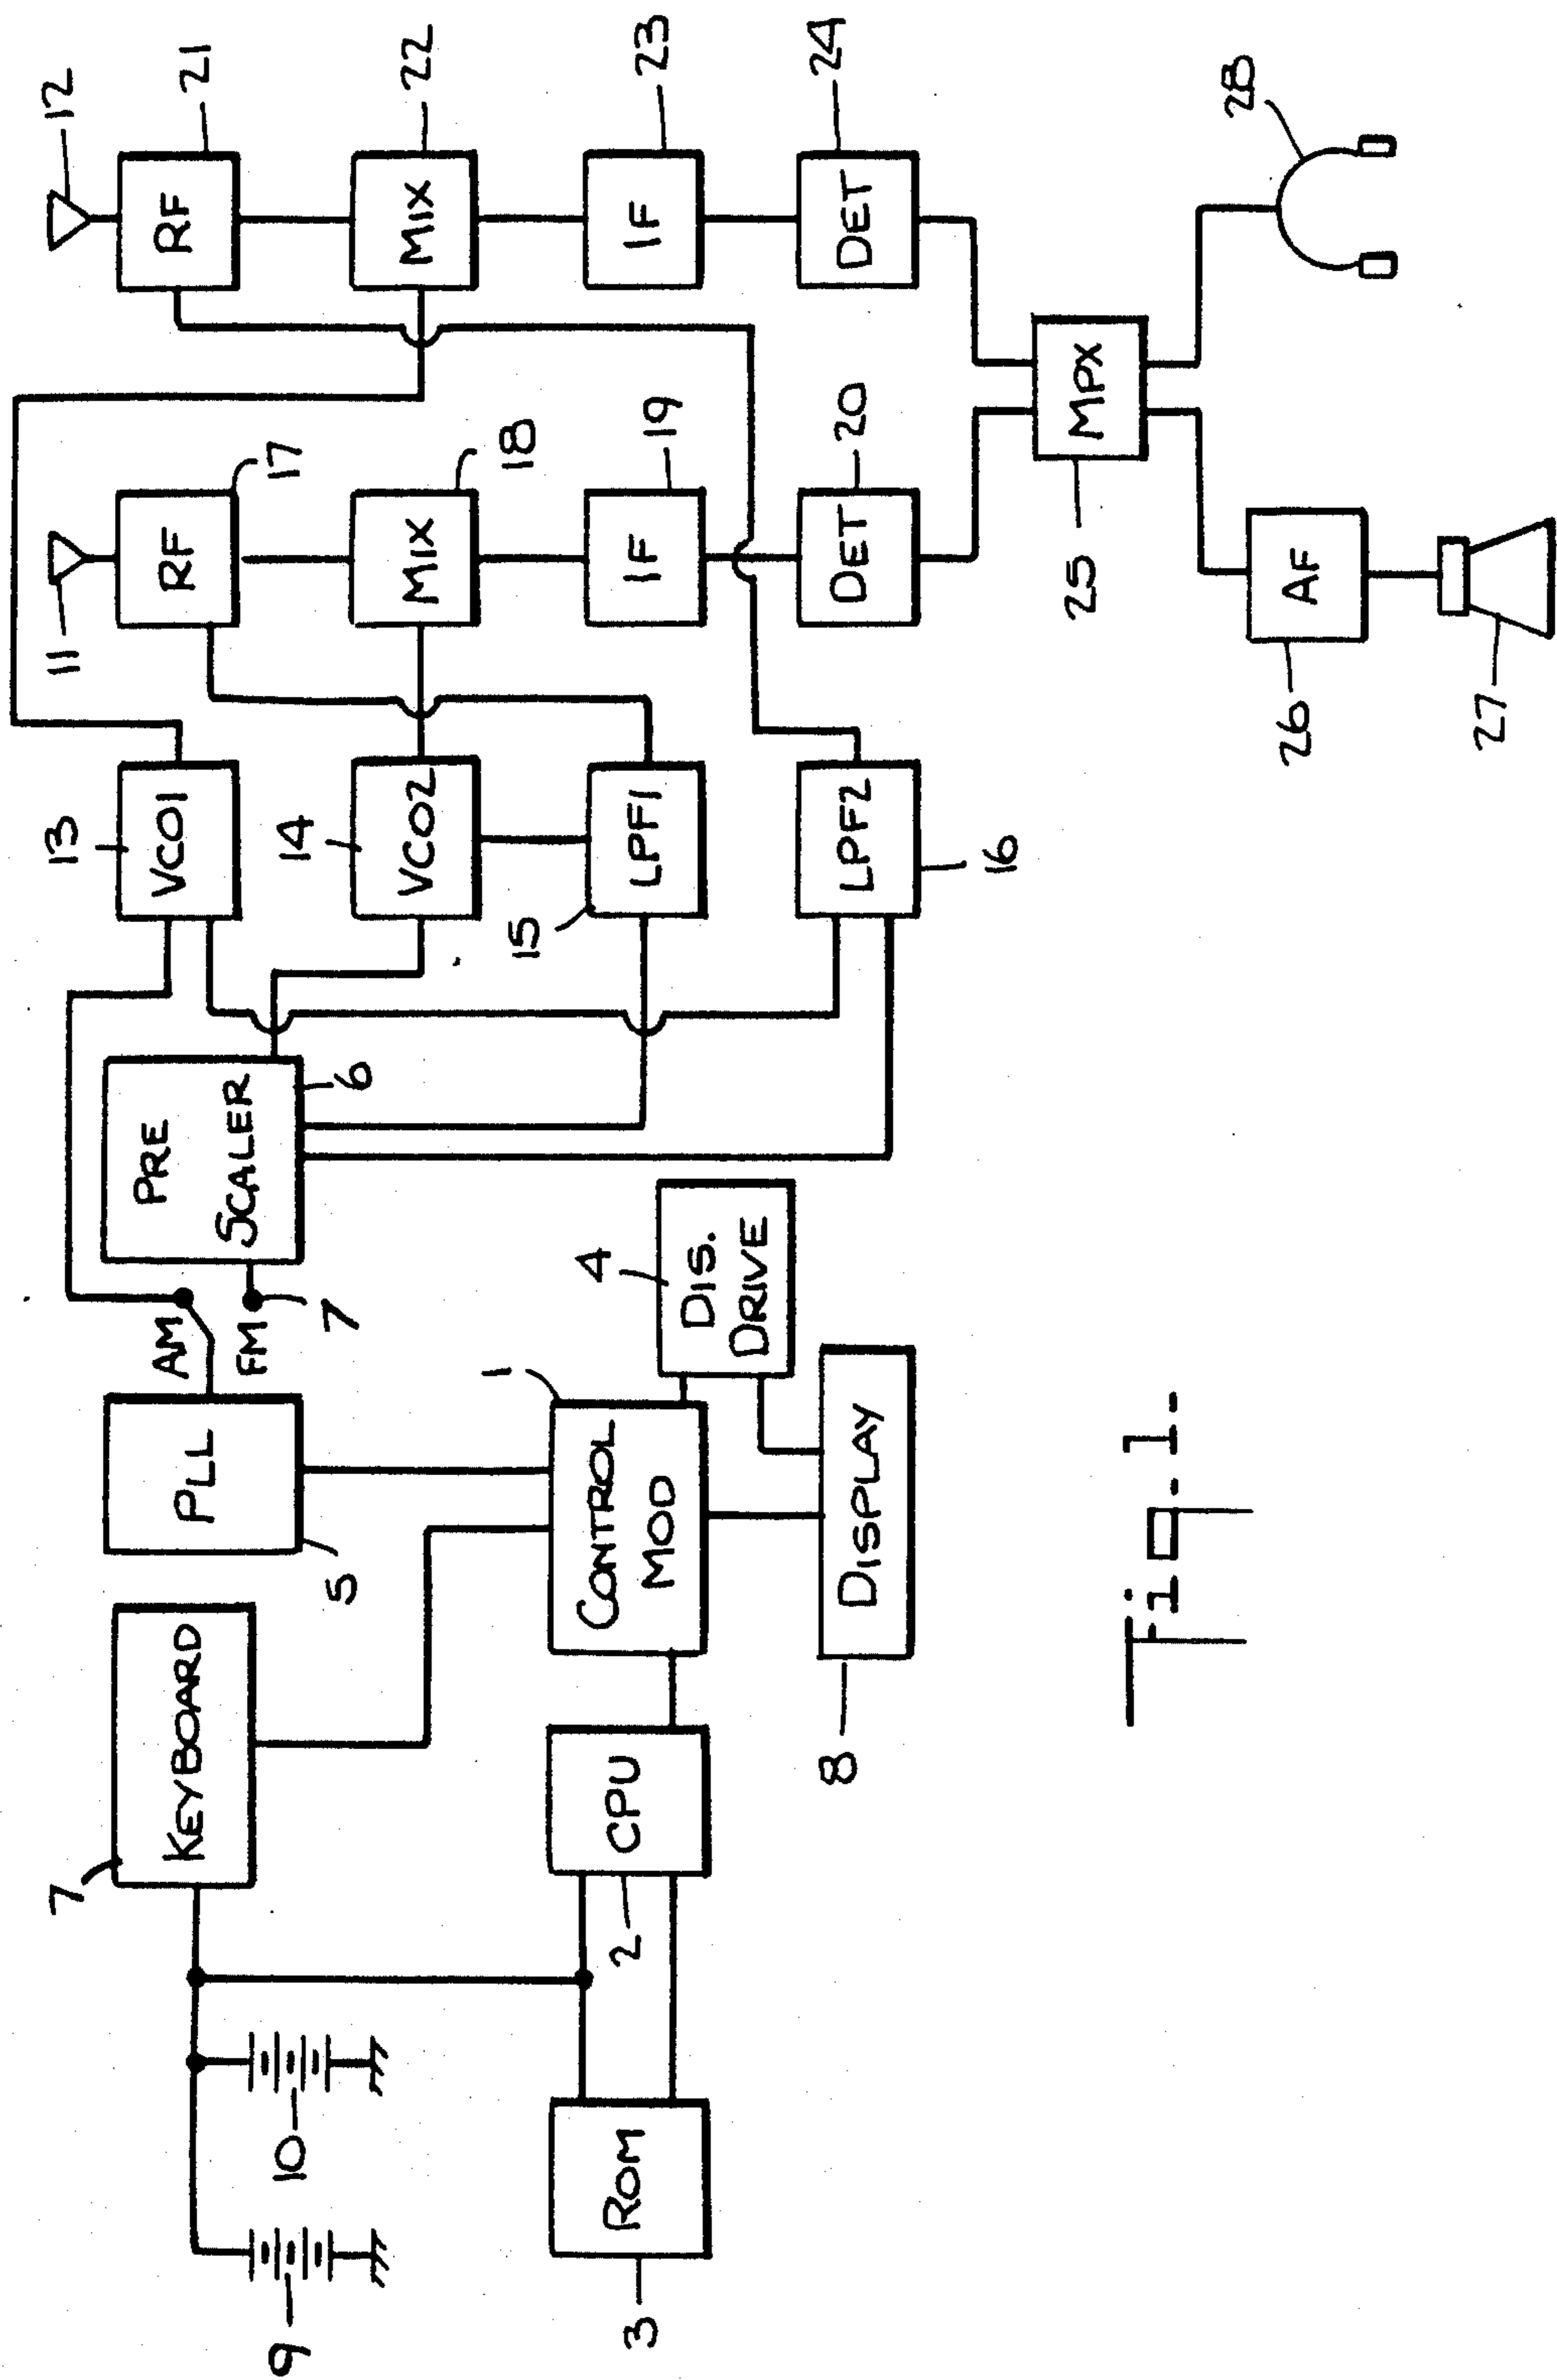 12
21
22
23
24
RF
MIX
IF
DET
28
11
17
18
19
20
RF
MIX
IF
DET
MPX
25
AF
26
27
13
VCO1
14
VCO2
15
LPF1
LPF2
16
PRE
SCALER
6
AM
FM
7
PLL
5
4
DIS.
DRIVE
1
CONTROL
MOD
DISPLAY
8
7
KEYBOARD
CPU
2
10
9
ROM
3
Fig. 1.